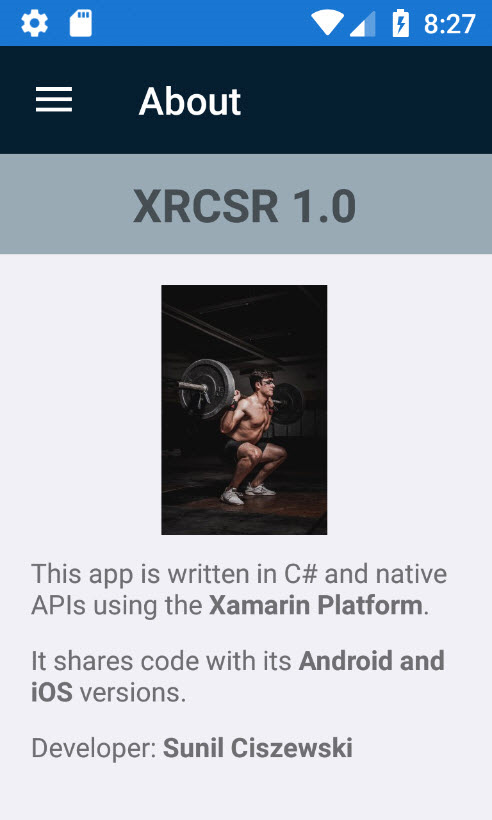 8:27
About
XRCSR 1.0
This app is written in C# and native
APIs using the Xamarin Platform.
It shares code with its Android and
iOS versions.
Developer: Sunil Ciszewski